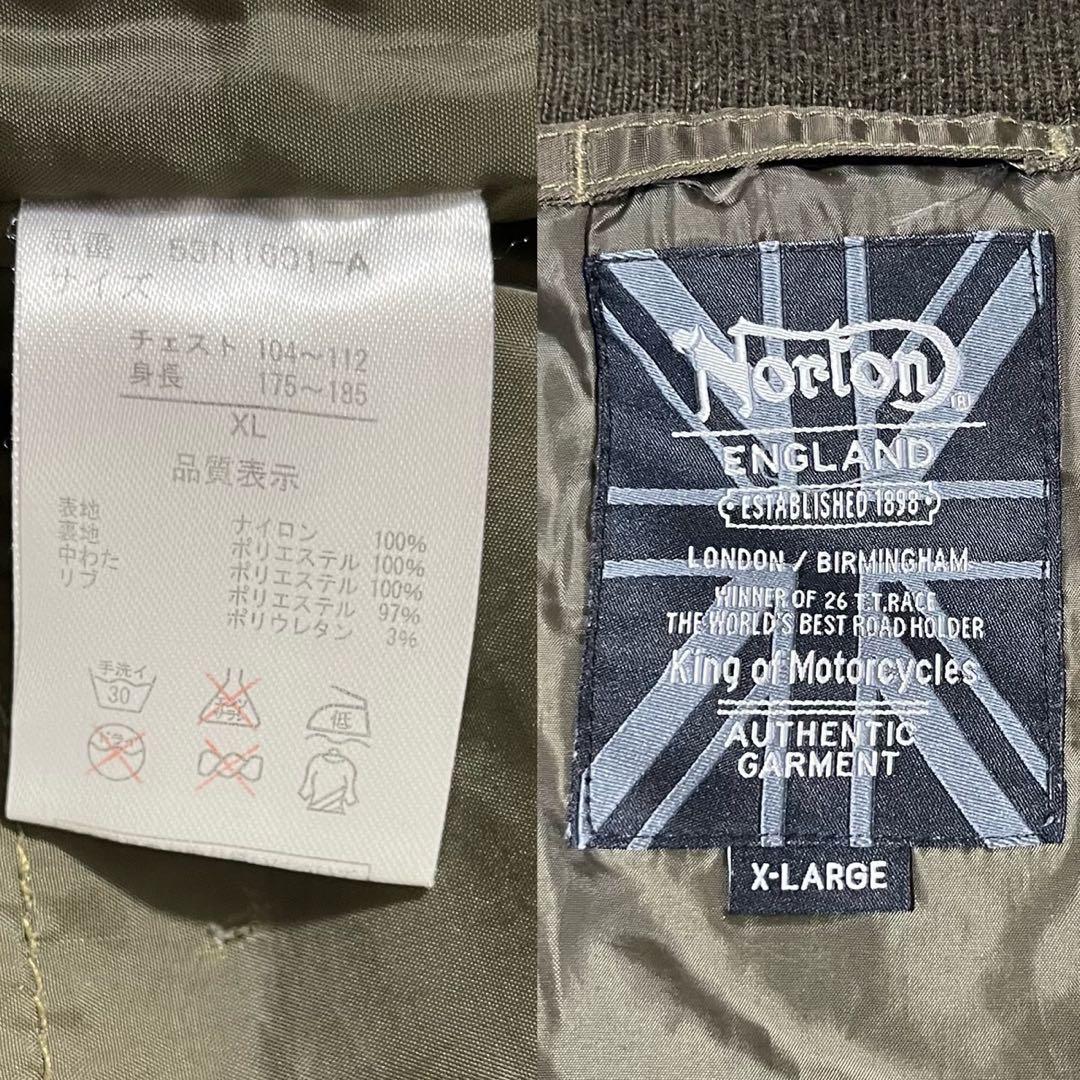 サイズ
チェスト 104～112
身長 175～185
XL
品質表示
表地 ナイロン 100%
裏地 ポリエステル 100%
中わた ポリエステル 100%
リブ ポリエステル 97%
ポリウレタン 3%
手洗イ
30
低
Norton
®
ENGLAND
ESTABLISHED 1898
LONDON / BIRMINGHAM
WINNER OF 26 T.T.RACE
THE WORLD'S BEST ROAD HOLDER
King of Motorcycles
AUTHENTIC
GARMENT
X-LARGE